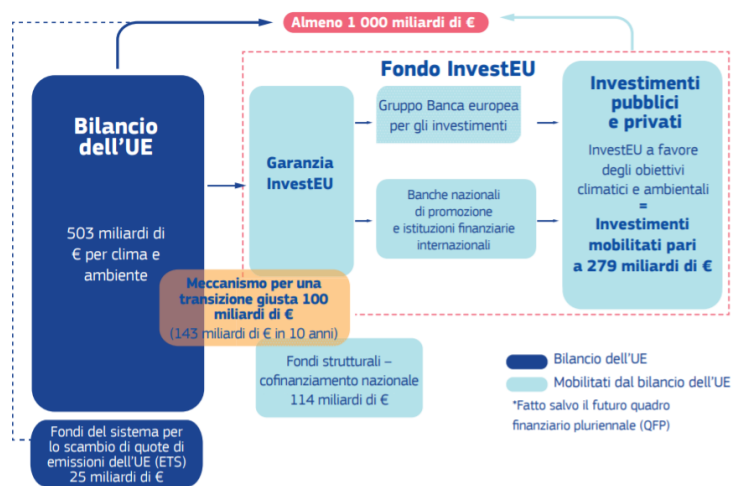 Almeno 1 000 miliardi di €
Bilancio
dell'UE
503 miliardi di
€ per clima e
ambiente
Fondo InvestEU
Garanzia
InvestEU
Gruppo Banca europea
per gli investimenti
Banche nazionali
di promozione
e istituzioni finanziarie
internazionali
Investimenti
pubblici
e privati
InvestEU a favore
degli obiettivi
climatici e ambientali
=
Investimenti
mobilitati pari
a 279 miliardi di €
Meccanismo per una
transizione giusta 100
miliardi di €
(143 miliardi di € in 10 anni)
Fondi strutturali –
cofinanziamento nazionale
114 miliardi di €
Fondi del sistema per
lo scambio di quote di
emissioni dell'UE (ETS)
25 miliardi di €
Bilancio dell'UE
Mobilitati dal bilancio dell'UE
*Fatto salvo il futuro quadro
finanziario pluriennale (QFP)